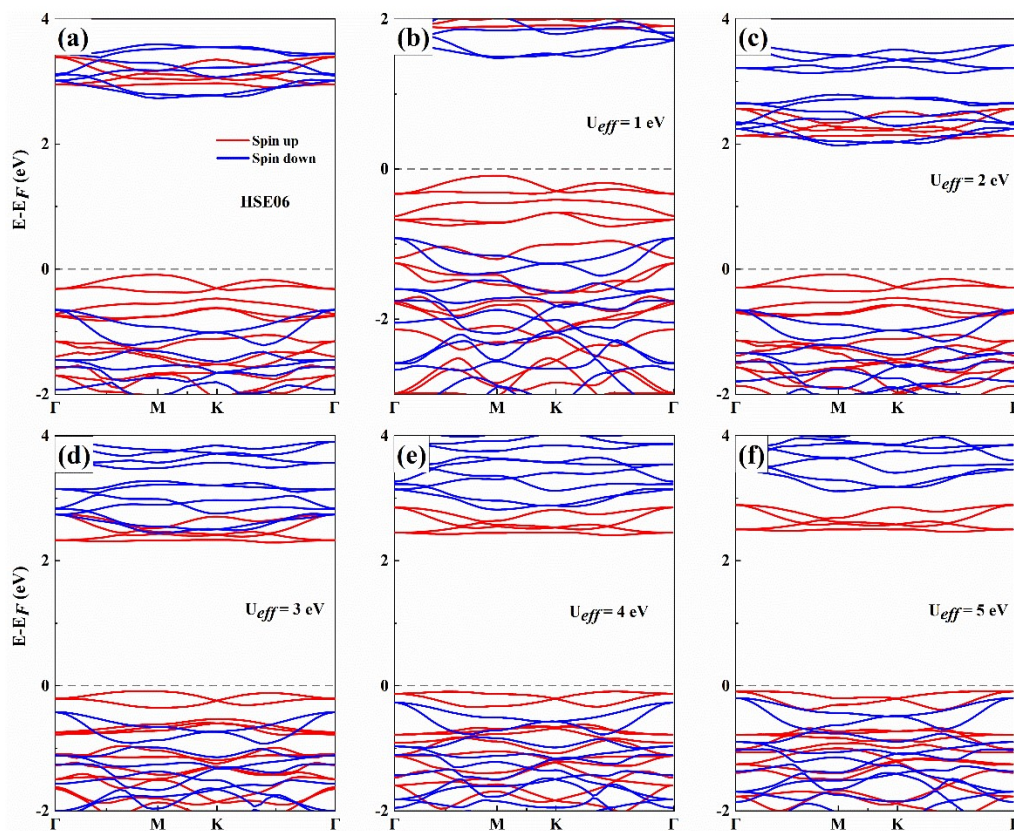 (a)
4
2
0
-2
E-E_F (eV)
Spin up
Spin down
HSE06
Γ M K Γ
(b)
2
0
-2
U_eff = 1 eV
Γ M K Γ
(c)
4
2
0
-2
U_eff = 2 eV
Γ M K Γ
(d)
4
2
0
-2
E-E_F (eV)
U_eff = 3 eV
Γ M K Γ
(e)
4
2
0
-2
U_eff = 4 eV
Γ M K Γ
(f)
4
2
0
-2
U_eff = 5 eV
Γ M K Γ